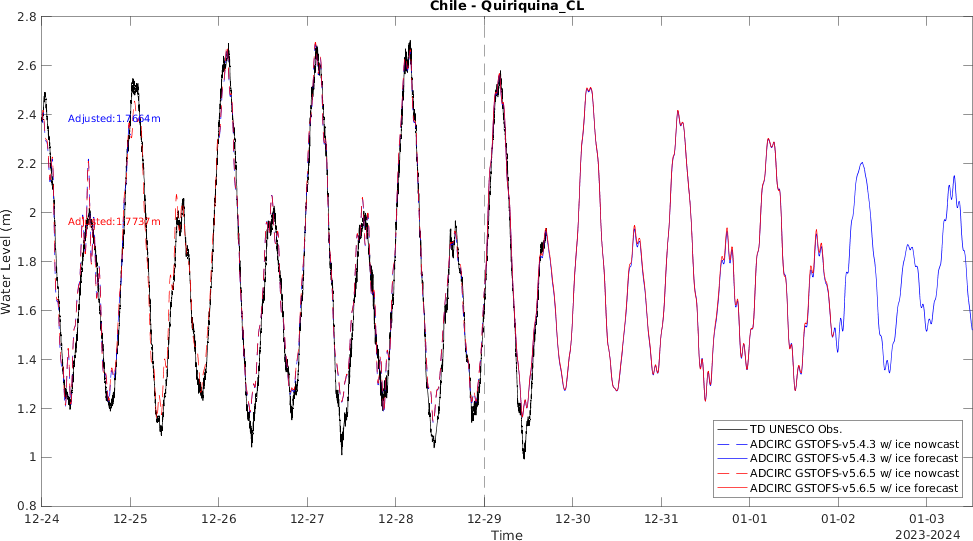 Chile - Quiriquina_CL
Water Level (m)
2.8
2.6
2.4
2.2
2
1.8
1.6
1.4
1.2
1
0.8
Adjusted:1.7664m
Adjusted:1.7737m
TD UNESCO Obs.
ADCIRC GSTOFS-v5.4.3 w/ ice nowcast
ADCIRC GSTOFS-v5.4.3 w/ ice forecast
ADCIRC GSTOFS-v5.6.5 w/ ice nowcast
ADCIRC GSTOFS-v5.6.5 w/ ice forecast
12-24 12-25 12-26 12-27 12-28 12-29 12-30 12-31 01-01 01-02 01-03
Time
2023-2024